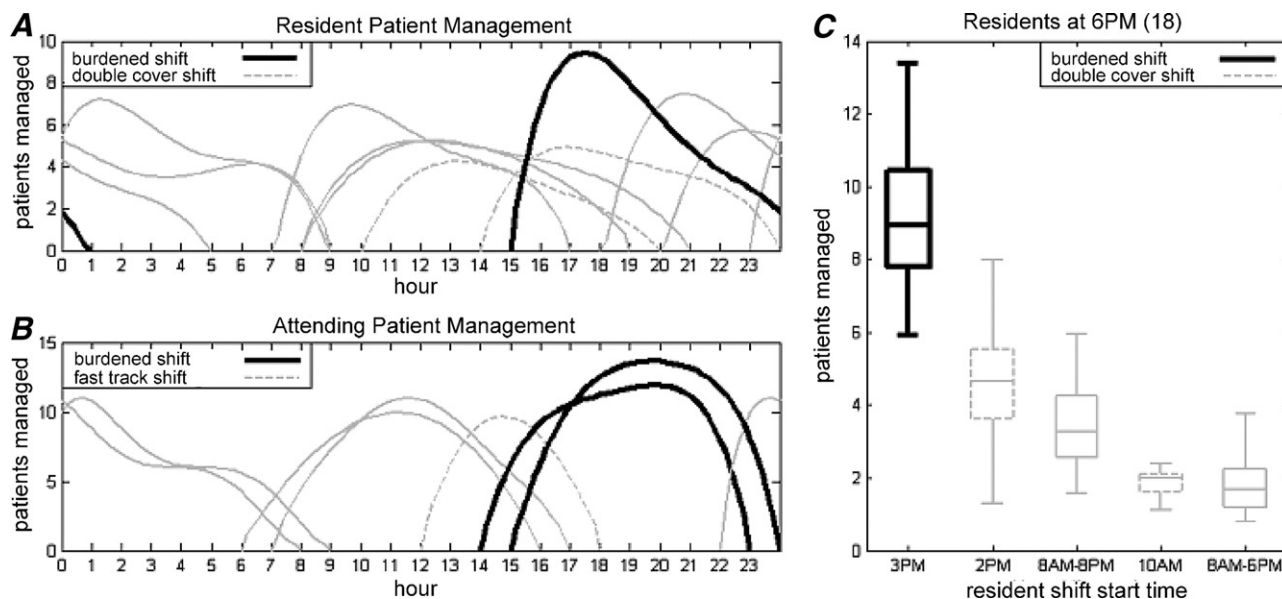 A
Resident Patient Management
burdened shift
double cover shift
10
8
6
4
2
0
patients managed
0 1 2 3 4 5 6 7 8 9 10 11 12 13 14 15 16 17 18 19 20 21 22 23
hour
B
Attending Patient Management
burdened shift
fast track shift
15
10
5
0
patients managed
0 1 2 3 4 5 6 7 8 9 10 11 12 13 14 15 16 17 18 19 20 21 22 23
hour
C
Residents at 6PM (18)
burdened shift
double cover shift
14
12
10
8
6
4
2
0
patients managed
3PM 2PM 8AM-8PM 10AM 8AM-6PM
resident shift start time